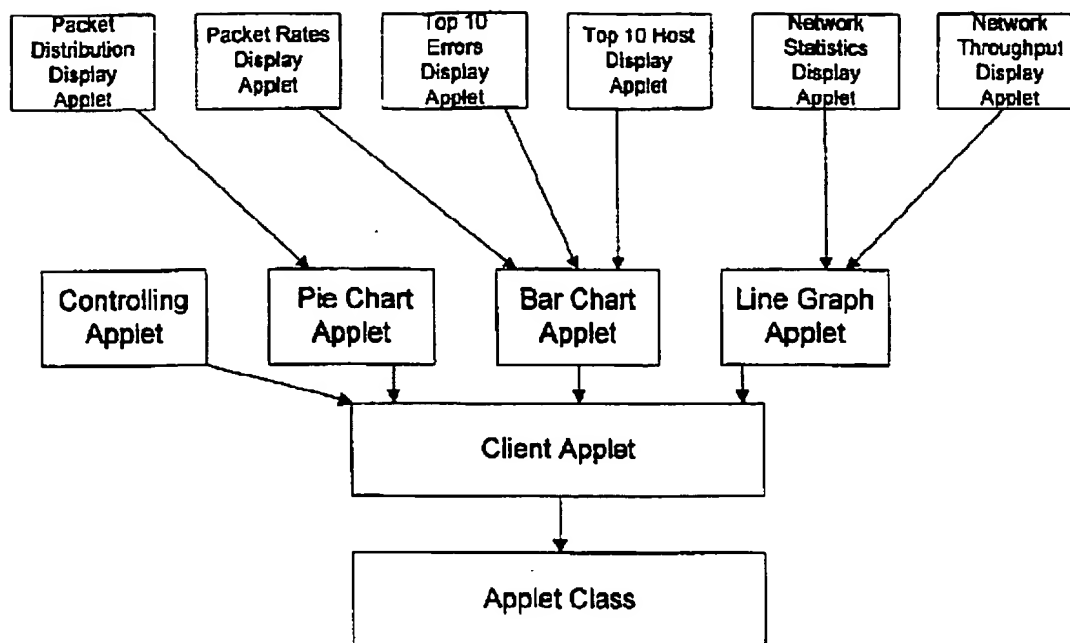 Packet
Distribution
Display
Applet
Packet Rates
Display
Applet
Top 10
Errors
Display
Applet
Top 10 Host
Display
Applet
Network
Statistics
Display
Applet
Network
Throughput
Display
Applet
Controlling
Applet
Pie Chart
Applet
Bar Chart
Applet
Line Graph
Applet
Client Applet
Applet Class